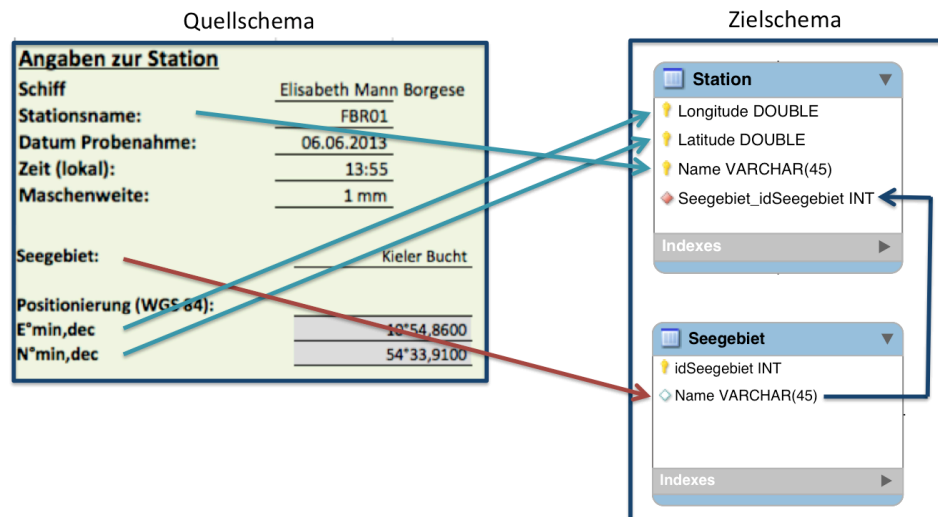 Quellschema
Angaben zur Station
Schiff Elisabeth Mann Borgese
Stationsname: FBR01
Datum Probenahme: 06.06.2013
Zeit (lokal): 13:55
Maschenweite: 1 mm
Seegebiet: Kieler Bucht
Positionierung (WGS 84):
E°min,dec 10°54,8600
N°min,dec 54°33,9100
Zielschema
Station
Longitude DOUBLE
Latitude DOUBLE
Name VARCHAR(45)
Seegebiet_idSeegebiet INT
Indexes
Seegebiet
idSeegebiet INT
Name VARCHAR(45)
Indexes